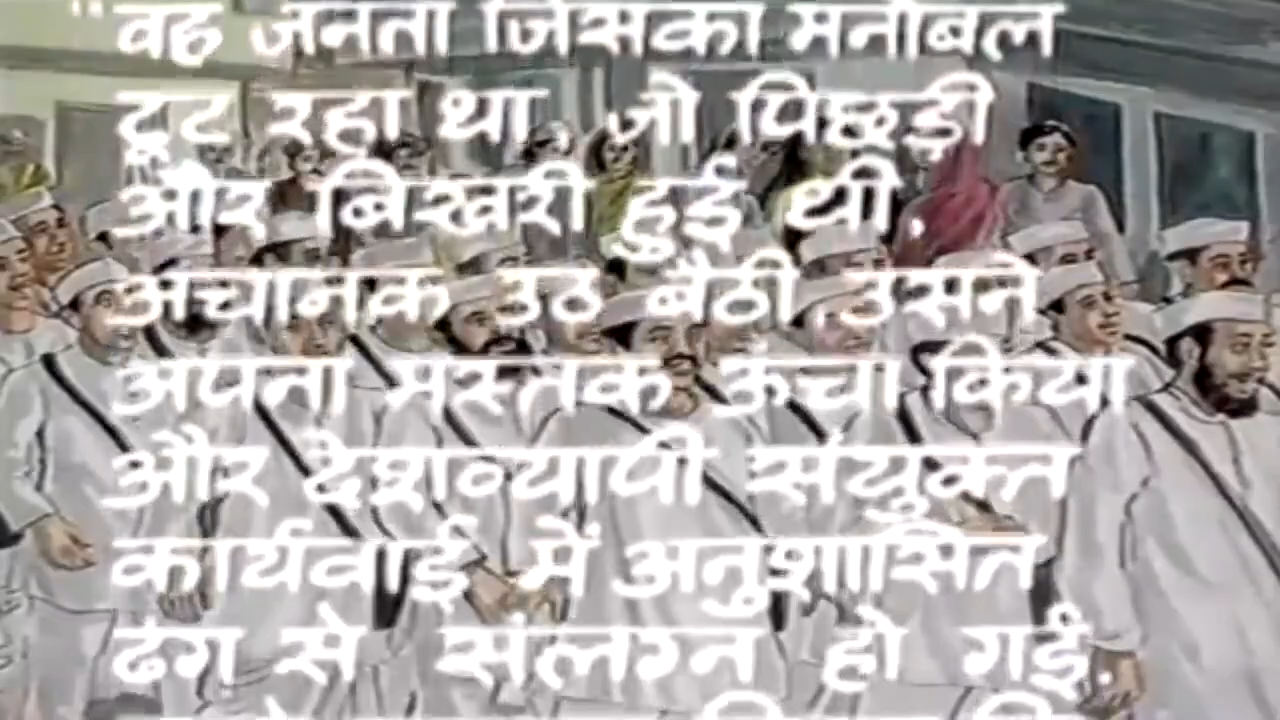 "वह जनता जिसका मनोबल
टूट रहा था, जो पिछड़ी
और बिखरी हुई थी,
अचानक उठ बैठी, उसने
अपना मस्तक ऊंचा किया
और देशव्यापी संयुक्त
कार्यवाई में अनुशासित
ढंग से संलग्न हो गई.